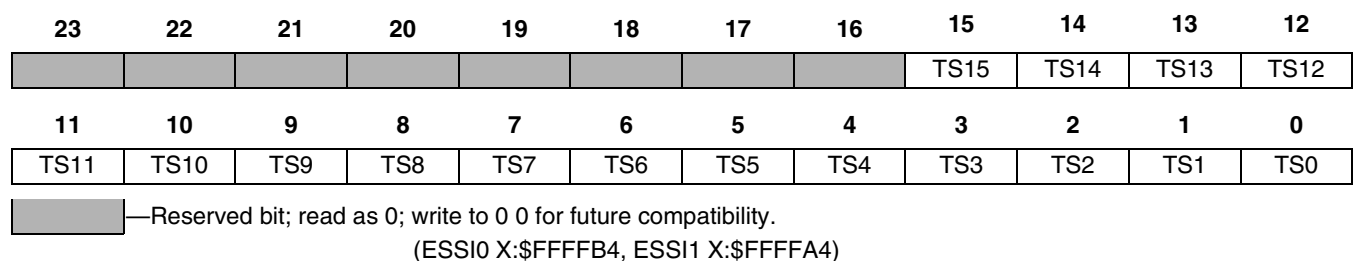 23 22 21 20 19 18 17 16 15 14 13 12
TS15 TS14 TS13 TS12
11 10 9 8 7 6 5 4 3 2 1 0
TS11 TS10 TS9 TS8 TS7 TS6 TS5 TS4 TS3 TS2 TS1 TS0
—Reserved bit; read as 0; write to 0 0 for future compatibility.
(ESSI0 X:$FFFFB4, ESSI1 X:$FFFFA4)